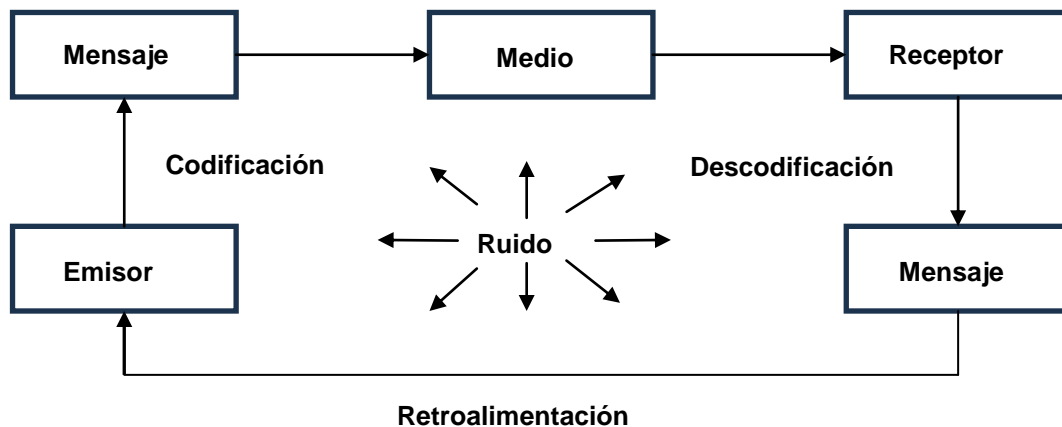 Mensaje
Medio
Receptor
Codificación
Descodificación
Ruido
Emisor
Mensaje
Retroalimentación